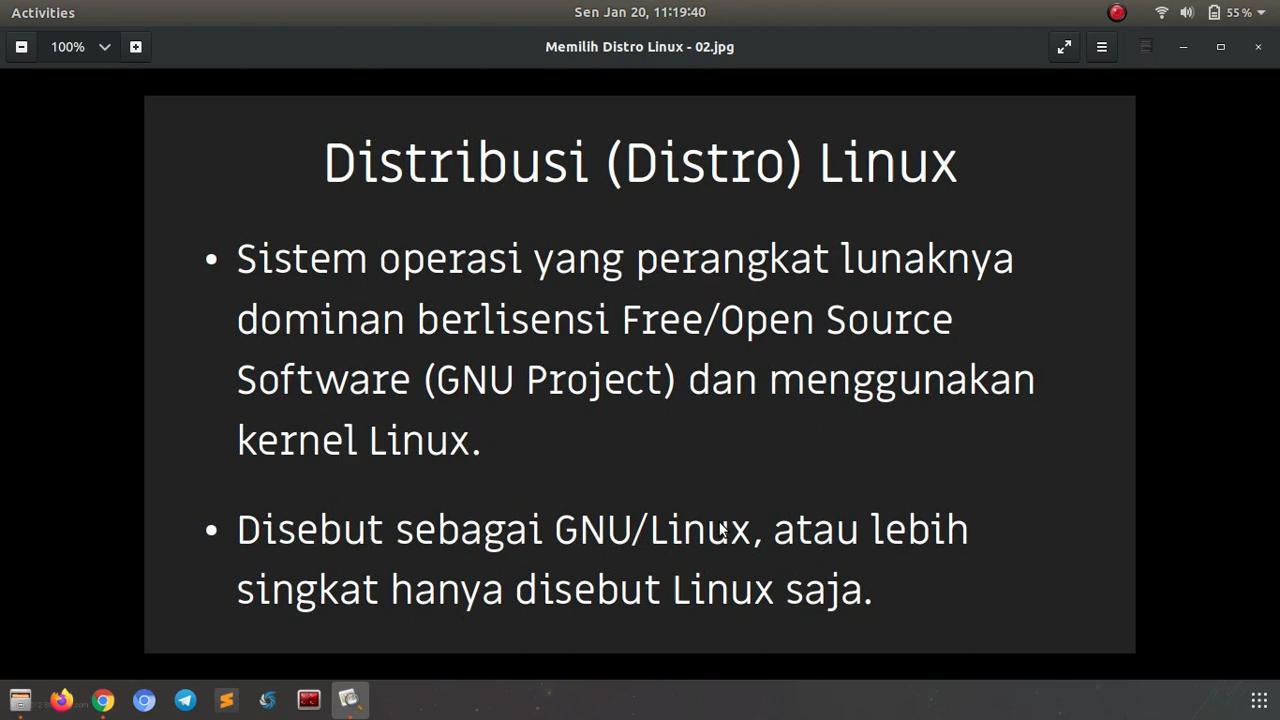 Activities
Sen Jan 20, 11:19:40
55%
100%
Memilih Distro Linux - 02.jpg
Distribusi (Distro) Linux
• Sistem operasi yang perangkat lunaknya
dominan berlisensi Free/Open Source
Software (GNU Project) dan menggunakan
kernel Linux.
• Disebut sebagai GNU/Linux, atau lebih
singkat hanya disebut Linux saja.